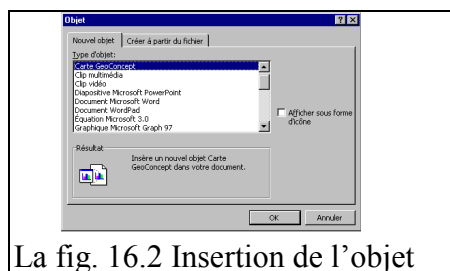 Objet
Nouvel objet Créer à partir du fichier
Type d'objet:
Carte GeoConcept
Clip multimédia
Clip vidéo
Diapositive Microsoft PowerPoint
Document Microsoft Word
Document WordPad
Équation Microsoft 3.0
Graphique Microsoft Graph 97
Afficher sous forme
d'icône
Résultat
Insère un nouvel objet Carte
GeoConcept dans votre document.
OK Annuler
La fig. 16.2 Insertion de l'objet